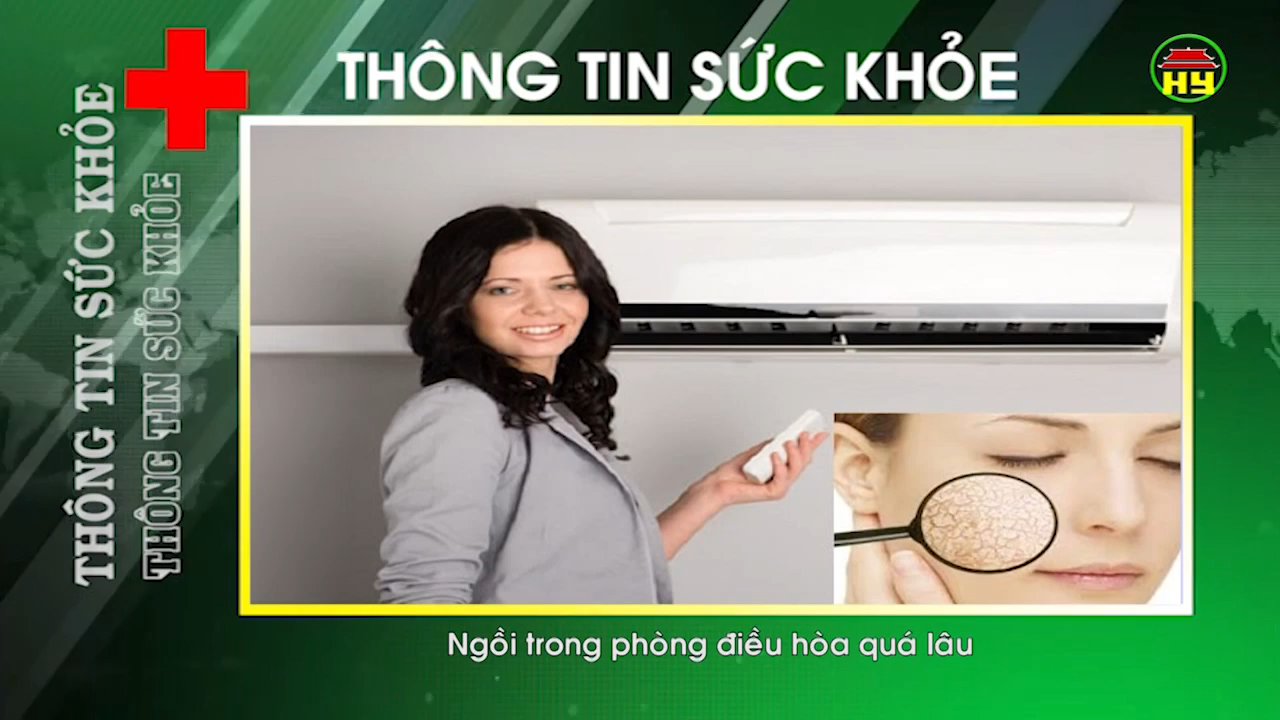 THÔNG TIN SỨC KHỎE
HY
THÔNG TIN SỨC KHỎE
THÔNG TIN SỨC KHỎE
Ngồi trong phòng điều hòa quá lâu